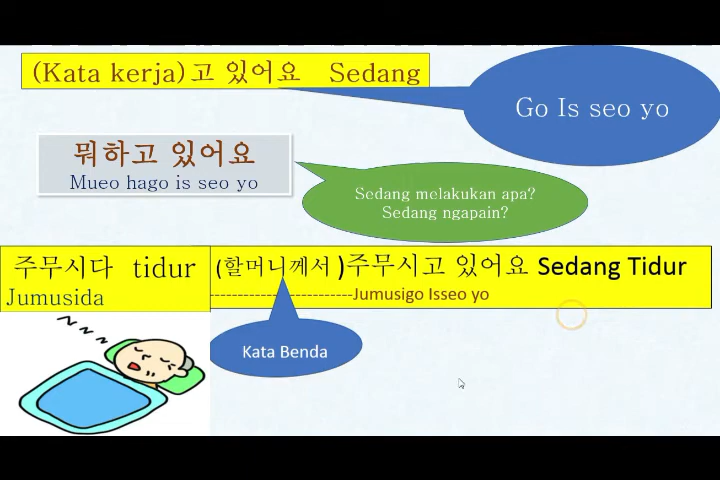 (Kata kerja)고 있어요 Sedang
Go Is seo yo
뭐하고 있어요
Mueo hago is seo yo
Sedang melakukan apa?
Sedang ngapain?
주무시다 tidur
Jumusida
(할머니께서 )주무시고 있어요 Sedang Tidur
-------------------------Jumusigo Isseo yo
Kata Benda